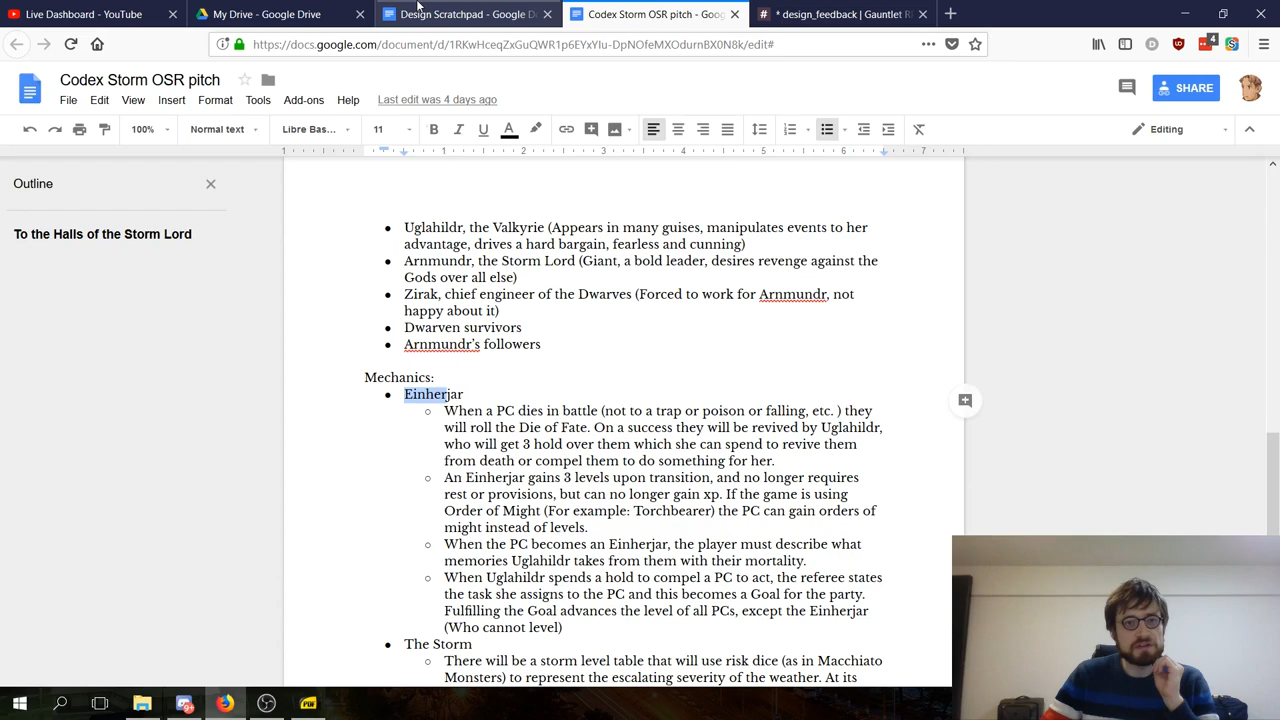 Live Dashboard - YouTube
My Drive - Google Drive
Design Scratchpad - Google D
Codex Storm OSR pitch - Goog
* design_feedback | Gauntlet R
https://docs.google.com/document/d/1RKwHceqZxGuQWR1p6EYxYIu-DpNOfeMXOdurnBX0N8k/edit#
4
Codex Storm OSR pitch
File Edit View Insert Format Tools Add-ons Help Last edit was 4 days ago
SHARE
100% Normal text Libre Bas... 11 B I U A Editing
1 1 2 3 4 5 6 7
Outline
To the Halls of the Storm Lord
Uglahildr, the Valkyrie (Appears in many guises, manipulates events to her
advantage, drives a hard bargain, fearless and cunning)
Arnmundr, the Storm Lord (Giant, a bold leader, desires revenge against the
Gods over all else)
Zirak, chief engineer of the Dwarves (Forced to work for Arnmundr, not
happy about it)
Dwarven survivors
Arnmundr's followers
Mechanics:
Einherjar
When a PC dies in battle (not to a trap or poison or falling, etc. ) they
will roll the Die of Fate. On a success they will be revived by Uglahildr,
who will get 3 hold over them which she can spend to revive them
from death or compel them to do something for her.
An Einherjar gains 3 levels upon transition, and no longer requires
rest or provisions, but can no longer gain xp. If the game is using
Order of Might (For example: Torchbearer) the PC can gain orders of
might instead of levels.
When the PC becomes an Einherjar, the player must describe what
memories Uglahildr takes from them with their mortality.
When Uglahildr spends a hold to compel a PC to act, the referee states
the task she assigns to the PC and this becomes a Goal for the party.
Fulfilling the Goal advances the level of all PCs, except the Einherjar
(Who cannot level)
The Storm
There will be a storm level table that will use risk dice (as in Macchiato
Monsters) to represent the escalating severity of the weather. At its